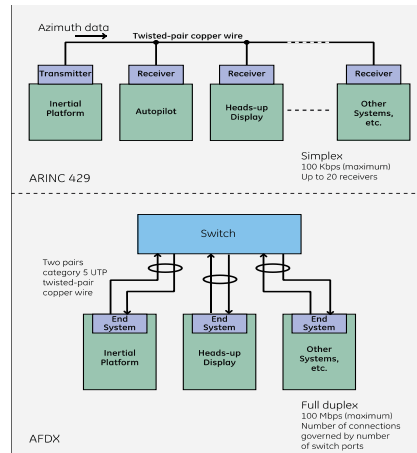 Azimuth data
Twisted-pair copper wire
Transmitter
Receiver
Receiver
Receiver
Inertial
Platform
Autopilot
Heads-up
Display
Other
Systems,
etc.
Simplex
100 Kbps (maximum)
Up to 20 receivers
ARINC 429
Switch
Two pairs
category 5 UTP
twisted-pair
copper wire
End
System
End
System
End
System
Inertial
Platform
Heads-up
Display
Other
Systems,
etc.
Full duplex
100 Mbps (maximum)
Number of connections
governed by number
of switch ports
AFDX